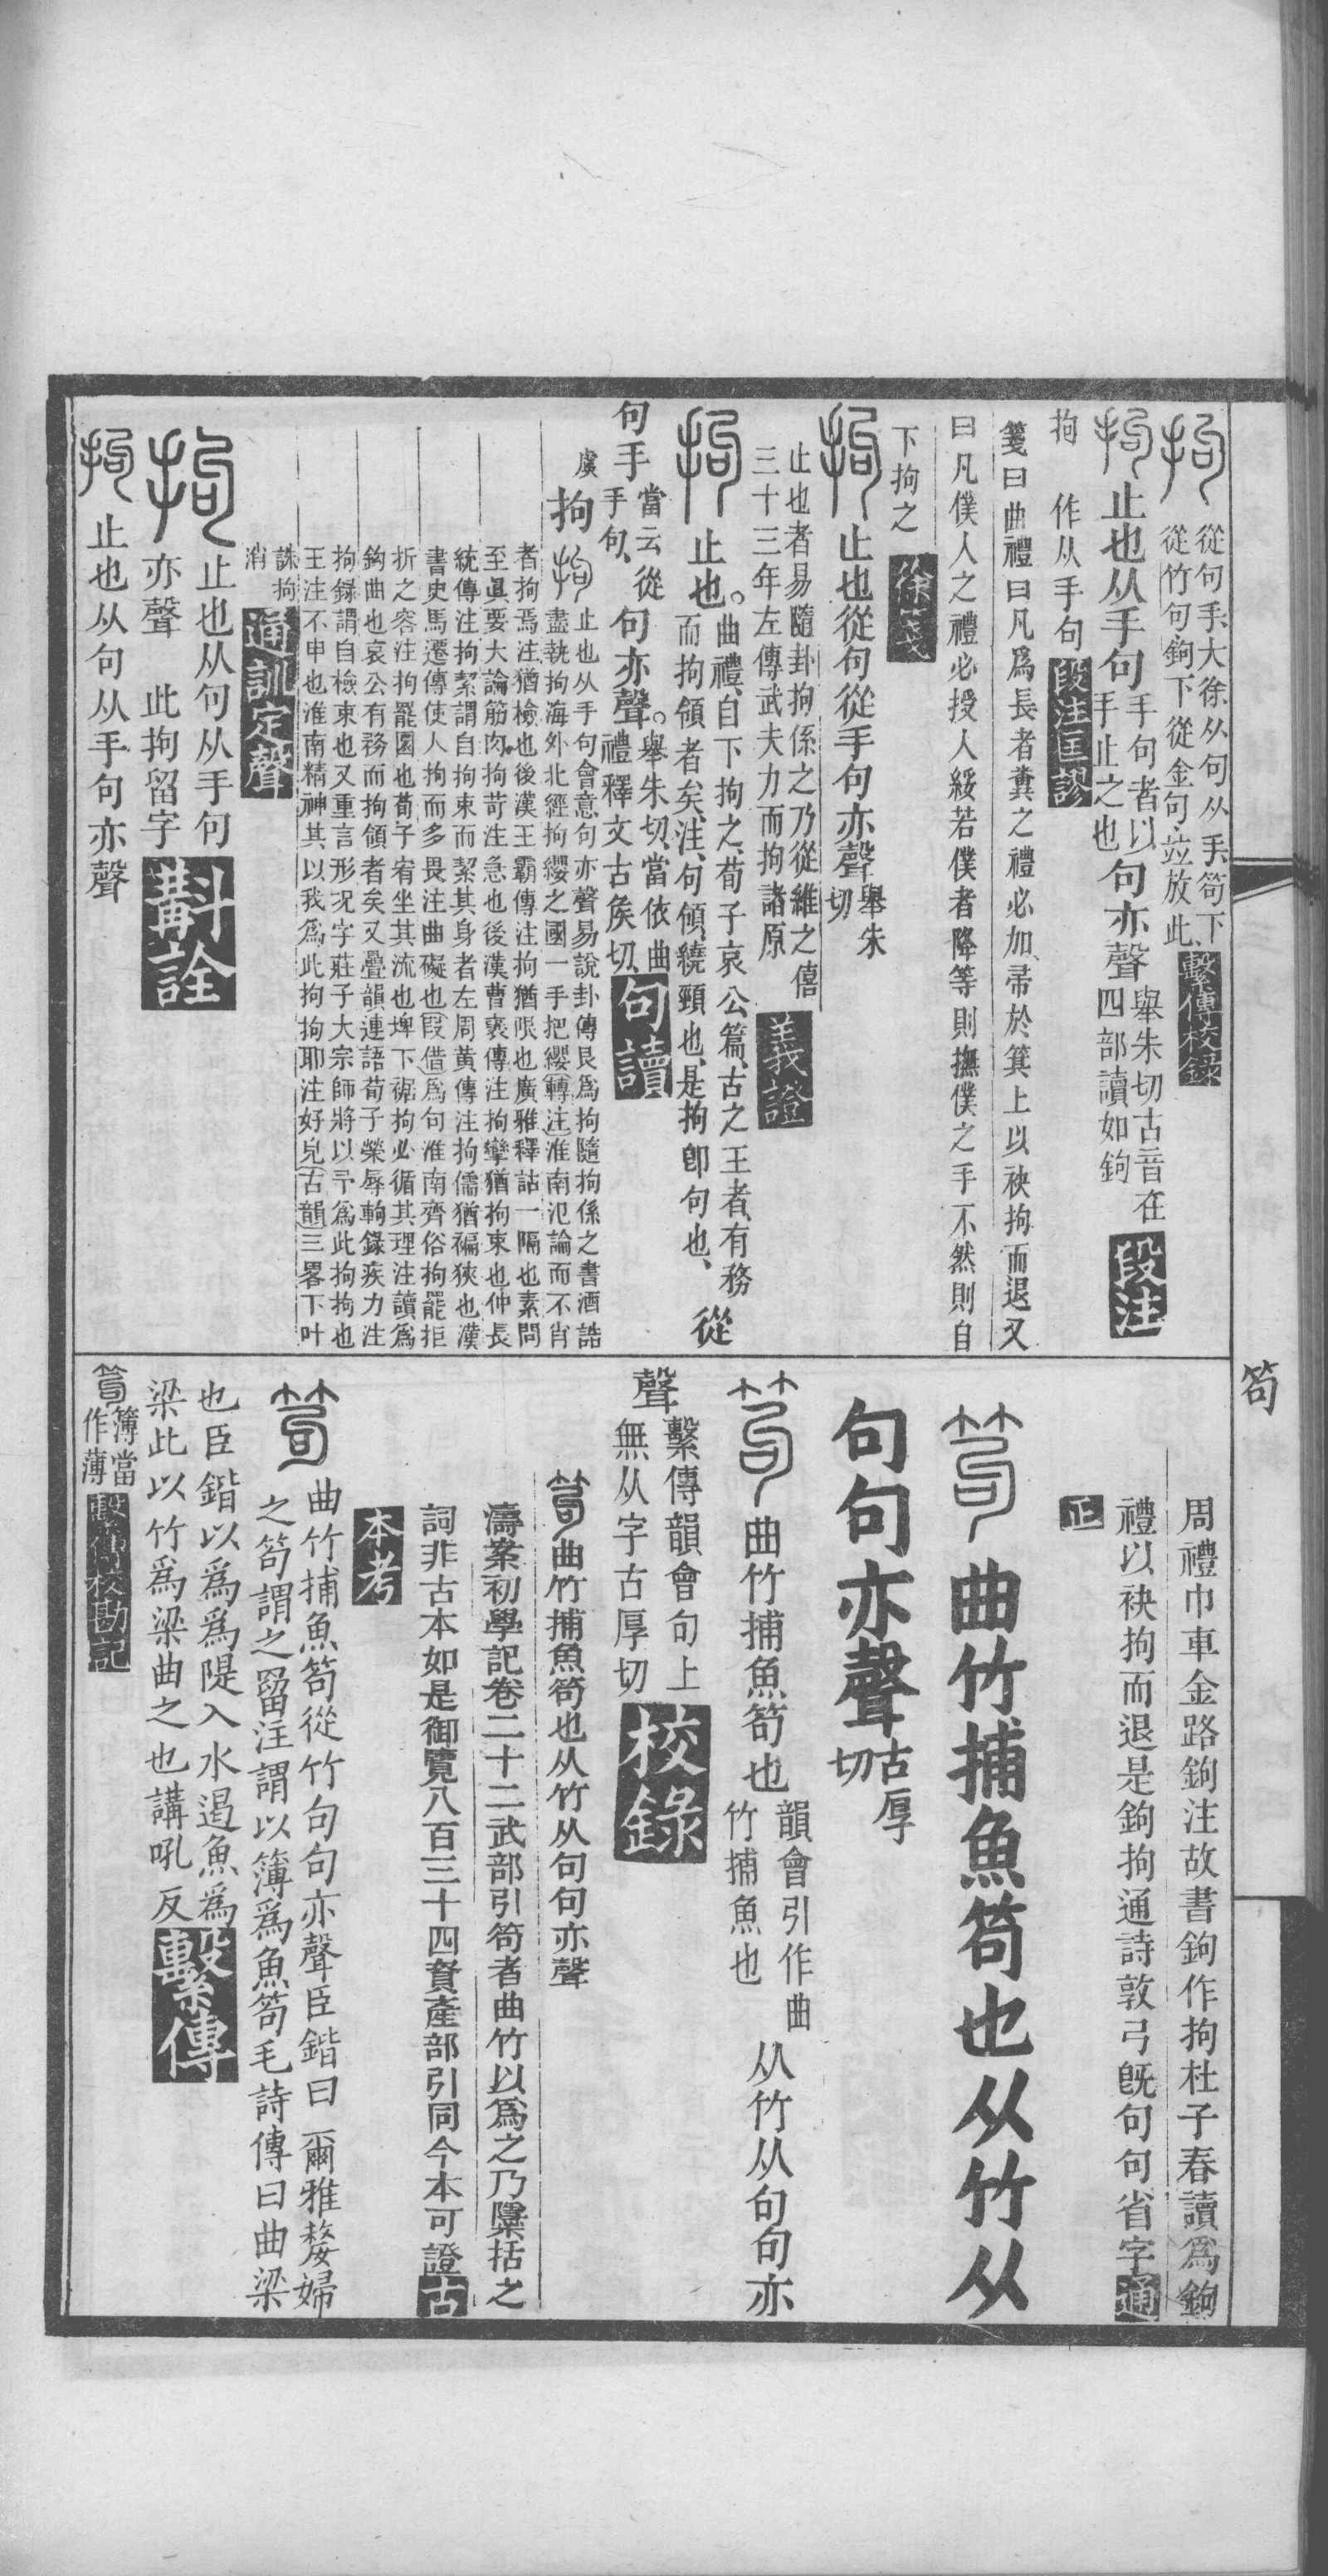 從句手大徐从句从手笱下
從竹句鉤下從金句竝放此
繫傳校錄
止也从手句
手句者以
手止之也
句亦聲
舉朱切古音在
四部讀如鉤
段注
拘 作从手句
段注匡謬
箋曰曲禮曰凡爲長者糞之禮必加帚於箕上以袂拘而退又
曰凡僕人之禮必授人綏若僕者降等則撫僕之手不然則自
下拘之
徐箋
止也從句從手句亦聲
舉朱
切
止也者易隨卦拘係之乃從維之僖
三十三年左傳武夫力而拘諸原
義證
止也。
曲禮、自下拘之、荀子哀公篇、古之王者、有務
而拘領者矣、注、句領、繞頸也、是拘卽句也、
從
句手
當云從
手句、
句亦聲。
舉朱切、當依曲
禮釋文古矦切、
句讀
虞
拘
止也从手句會意句亦聲易說卦傳艮爲拘隨拘係之書酒誥
盡執拘海外北經拘纓之國一手把纓轉注淮南氾論而不肖
者拘焉注猶檢也後漢王霸傳注拘猶限也廣雅釋詁一隔也素問
至眞要大論筋肉拘苛注急也後漢曹襃傳注拘攣猶拘束也仲長
統傳注拘絜謂自拘束而絜其身者左周黃傳注拘儒猶褊狹也漢
書史馬遷傳使人拘而多畏注曲礙也叚借爲句淮南齊俗拘罷拒
折之容注拘罷圜也荀子宥坐其流也埤下裾拘必循其理注讀爲
鉤曲也哀公有務而拘領者矣又疊韻連語荀子榮辱軥錄疾力注
拘錄謂自檢束也又重言形況字莊子大宗師將以予爲此拘拘也
王注不申也淮南精神其以我爲此拘拘耶注好皃古韻三畧下叶
誅拘
消
通訓定聲
止也从句从手句
亦聲 此拘留字
斠詮
止也从句从手句亦聲
笱
周禮巾車金路鉤注故書鉤作拘杜子春讀爲鉤
禮以袂拘而退是鉤拘通詩敦弓旣句句省字
通
正
曲竹捕魚笱也从竹从
句句亦聲
古厚
切
曲竹捕魚笱也
韻會引作曲
竹捕魚也
从竹从句句亦
聲
繫傳韻會句上
無从字古厚切
校錄
曲竹捕魚笱也从竹从句句亦聲
濤案初學記卷二十二武部引笱者曲竹以爲之乃檃括之
詞非古本如是御覽八百三十四資產部引同今本可證
古
本考
曲竹捕魚笱從竹句句亦聲臣鍇曰爾雅嫠婦
之笱謂之罶注謂以簿爲魚笱毛詩傳曰曲梁
也臣鍇以爲爲隄入水遏魚爲
梁此以竹爲梁曲之也講吼反
繫傳
簿當
作薄
繫傳校勘記